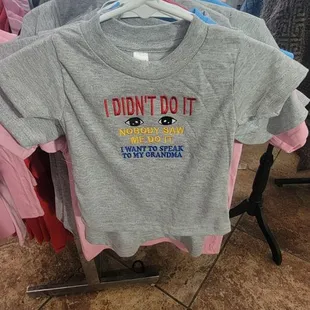 I DIDN'T DO IT
NOBODY SAW
ME DO IT
I WANT TO SPEAK
TO MY GRANDMA